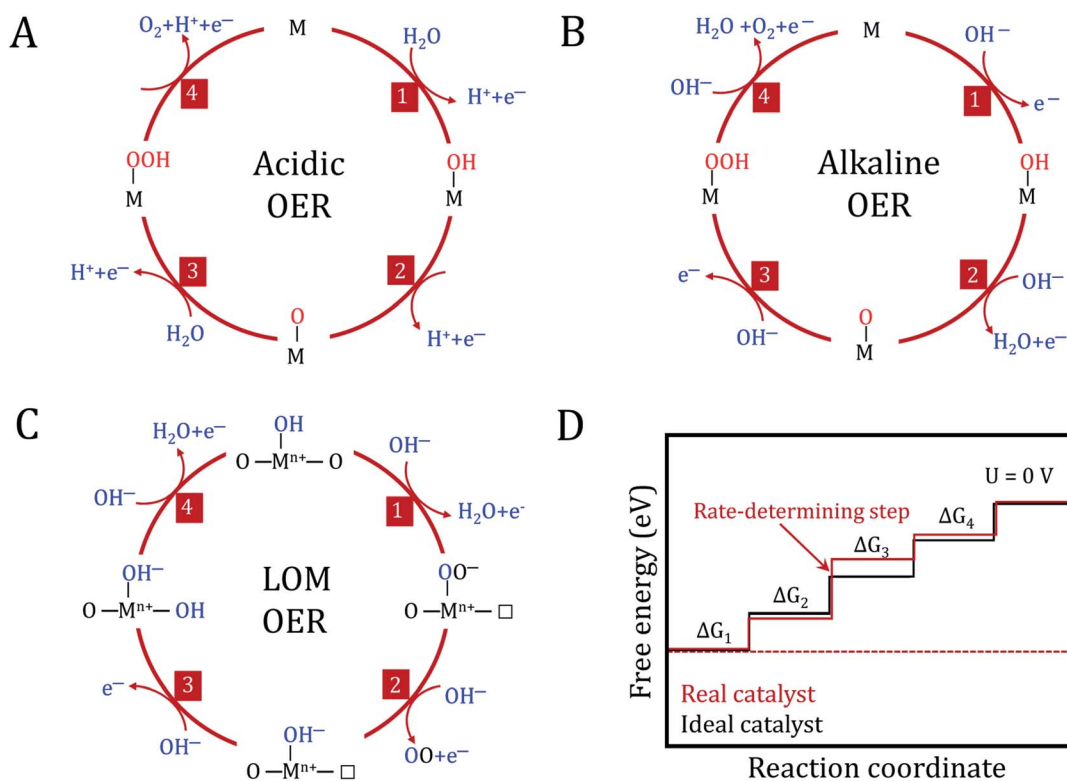 A
O₂+H⁺+e⁻
M
H₂O
4
1
H⁺+e⁻
OOH
M
Acidic
OER
OH
M
H⁺+e⁻
3
2
H₂O
O
M
H⁺+e⁻
B
H₂O +O₂+e⁻
M
OH⁻
OH⁻
4
1
e⁻
OOH
M
Alkaline
OER
OH
M
e⁻
3
2
OH⁻
OH⁻
O
M
H₂O+e⁻
C
H₂O+e⁻
OH
O—Mⁿ⁺—O
OH⁻
OH⁻
4
1
H₂O+e⁻
OH⁻
O—Mⁿ⁺—OH
LOM
OER
OO⁻
O—Mⁿ⁺—□
e⁻
3
2
OH⁻
OH⁻
OH⁻
O—Mⁿ⁺—□
OO+e⁻
D
U = 0 V
Rate-determining step
ΔG₄
ΔG₃
ΔG₂
ΔG₁
Free energy (eV)
Real catalyst
Ideal catalyst
Reaction coordinate